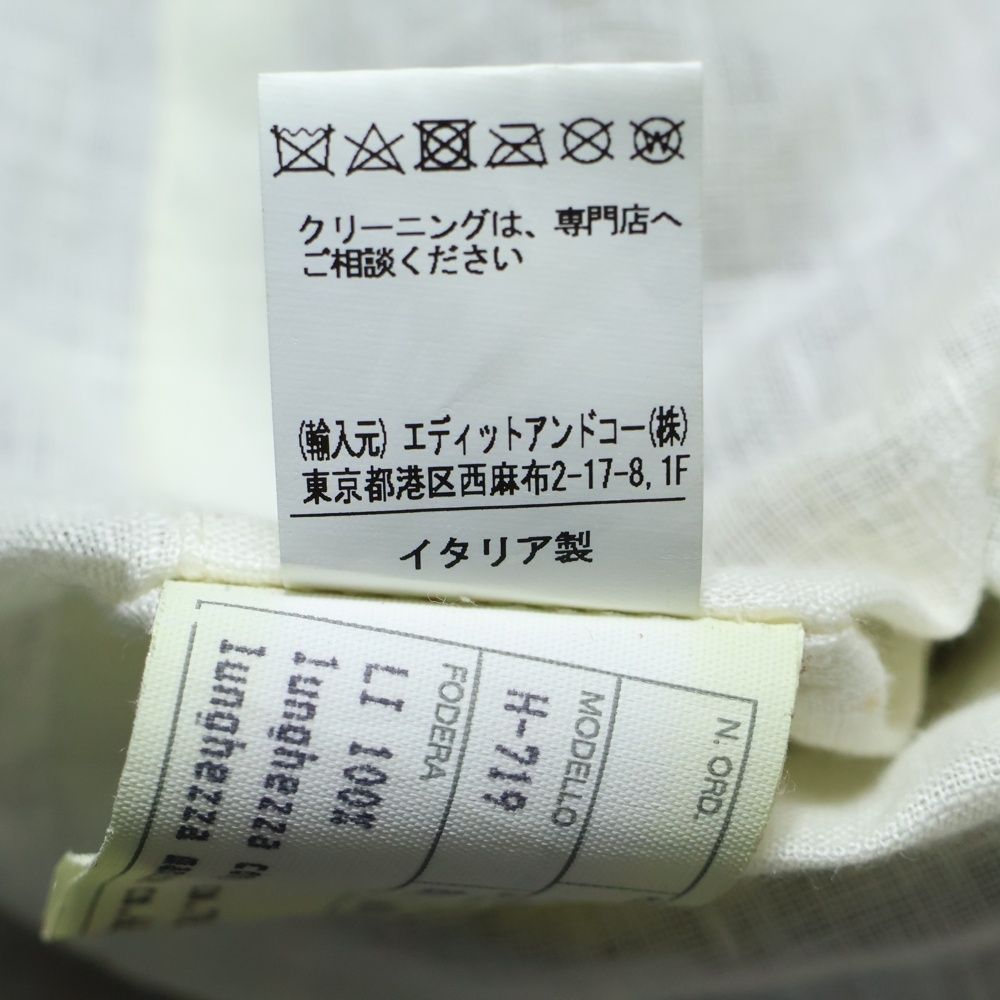 クリーニングは、専門店へ
ご相談ください
(輸入元) エディットアンドコー(株)
東京都港区西麻布2-17-8, 1F
イタリア製
N. ORD.
MODELLO
H-719
FODERA
LI 100%
lunghezza
lunghezza